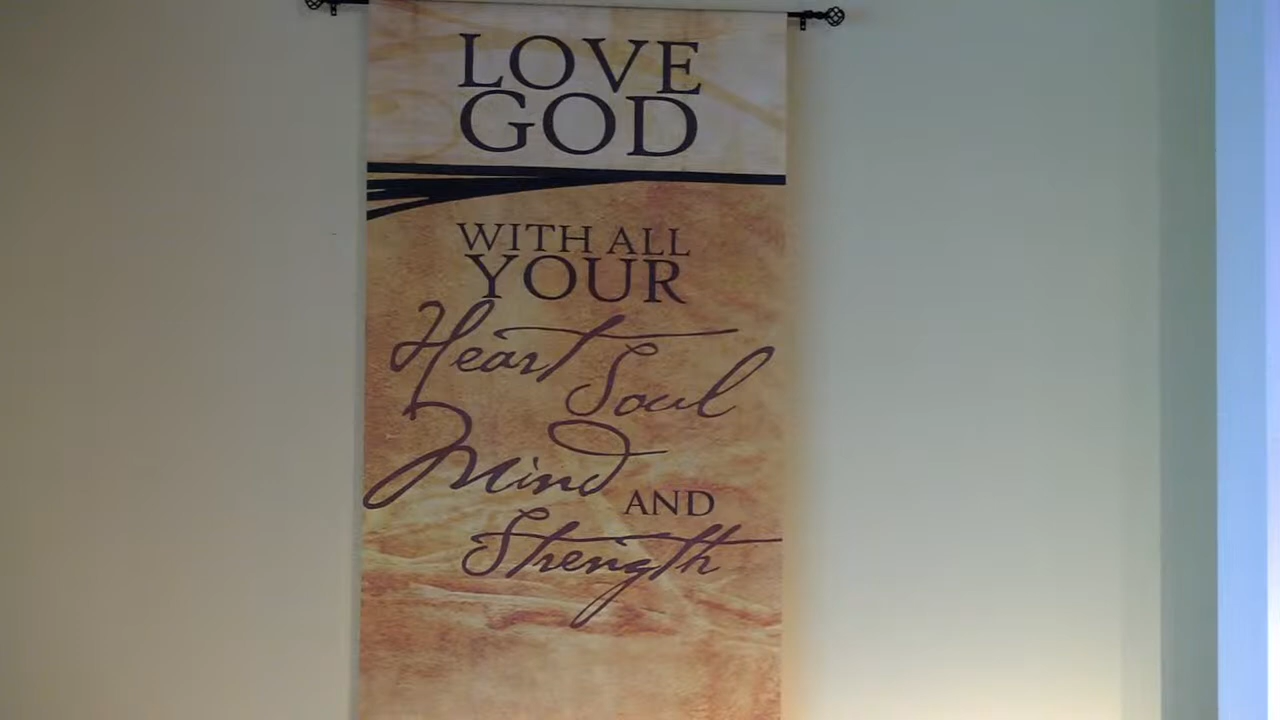 LOVE
GOD
WITH ALL
YOUR
Heart
Soul
Mind AND
Strength